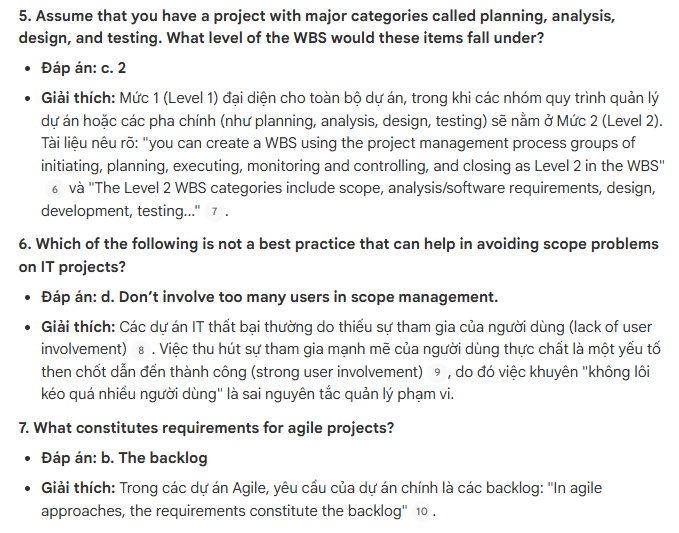 5. Assume that you have a project with major categories called planning, analysis,
design, and testing. What level of the WBS would these items fall under?
• Đáp án: c. 2
• Giải thích: Mức 1 (Level 1) đại diện cho toàn bộ dự án, trong khi các nhóm quy trình quản lý
dự án hoặc các pha chính (như planning, analysis, design, testing) sẽ nằm ở Mức 2 (Level 2).
Tài liệu nêu rõ: "you can create a WBS using the project management process groups of
initiating, planning, executing, monitoring and controlling, and closing as Level 2 in the WBS"
6 và "The Level 2 WBS categories include scope, analysis/software requirements, design,
development, testing..." 7 .
6. Which of the following is not a best practice that can help in avoiding scope problems
on IT projects?
• Đáp án: d. Don’t involve too many users in scope management.
• Giải thích: Các dự án IT thất bại thường do thiếu sự tham gia của người dùng (lack of user
involvement) 8 . Việc thu hút sự tham gia mạnh mẽ của người dùng thực chất là một yếu tố
then chốt dẫn đến thành công (strong user involvement) 9 , do đó việc khuyên "không lôi
kéo quá nhiều người dùng" là sai nguyên tắc quản lý phạm vi.
7. What constitutes requirements for agile projects?
• Đáp án: b. The backlog
• Giải thích: Trong các dự án Agile, yêu cầu của dự án chính là các backlog: "In agile
approaches, the requirements constitute the backlog" 10 .